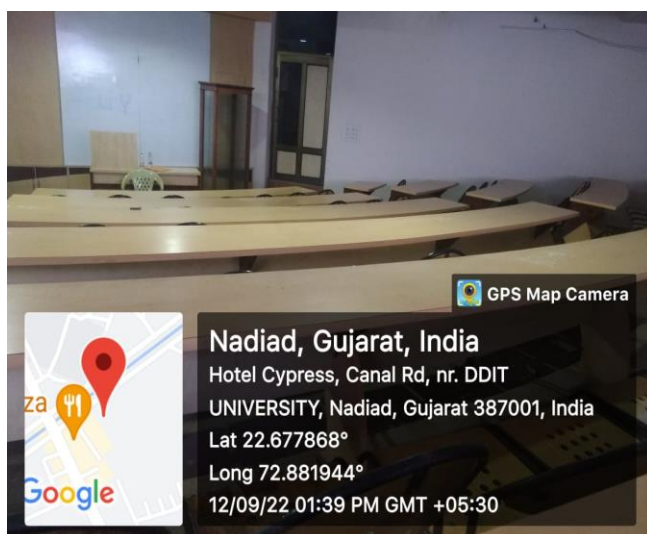 GPS Map Camera
Nadiad, Gujarat, India
Hotel Cypress, Canal Rd, nr. DDIT
UNIVERSITY, Nadiad, Gujarat 387001, India
Lat 22.677868°
Long 72.881944°
12/09/22 01:39 PM GMT +05:30
za
Google